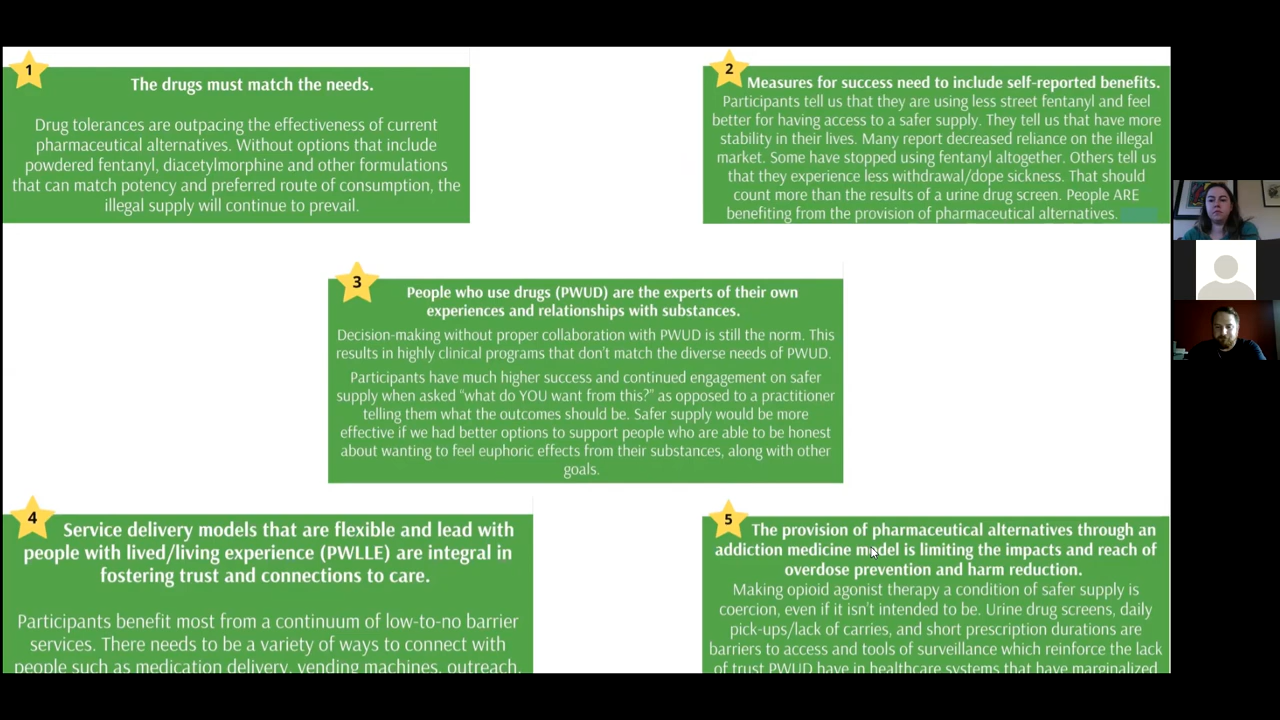 1
The drugs must match the needs.
Drug tolerances are outpacing the effectiveness of current
pharmaceutical alternatives. Without options that include
powdered fentanyl, diacetylmorphine and other formulations
that can match potency and preferred route of consumption, the
illegal supply will continue to prevail.
2
Measures for success need to include self-reported benefits.
Participants tell us that they are using less street fentanyl and feel
better for having access to a safer supply. They tell us that have more
stability in their lives. Many report decreased reliance on the illegal
market. Some have stopped using fentanyl altogether. Others tell us
that they experience less withdrawal/dope sickness. That should
count more than the results of a urine drug screen. People ARE
benefiting from the provision of pharmaceutical alternatives.
3
People who use drugs (PWUD) are the experts of their own
experiences and relationships with substances.
Decision-making without proper collaboration with PWUD is still the norm. This
results in highly clinical programs that don't match the diverse needs of PWUD.
Participants have much higher success and continued engagement on safer
supply when asked “what do YOU want from this?” as opposed to a practitioner
telling them what the outcomes should be. Safer supply would be more
effective if we had better options to support people who are able to be honest
about wanting to feel euphoric effects from their substances, along with other
goals.
4
Service delivery models that are flexible and lead with
people with lived/living experience (PWLLE) are integral in
fostering trust and connections to care.
Participants benefit most from a continuum of low-to-no barrier
services. There needs to be a variety of ways to connect with
people such as medication delivery, vending machines, outreach,
5
The provision of pharmaceutical alternatives through an
addiction medicine model is limiting the impacts and reach of
overdose prevention and harm reduction.
Making opioid agonist therapy a condition of safer supply is
coercion, even if it isn't intended to be. Urine drug screens, daily
pick-ups/lack of carries, and short prescription durations are
barriers to access and tools of surveillance which reinforce the lack
of trust PWUD have in healthcare systems that have marginalized